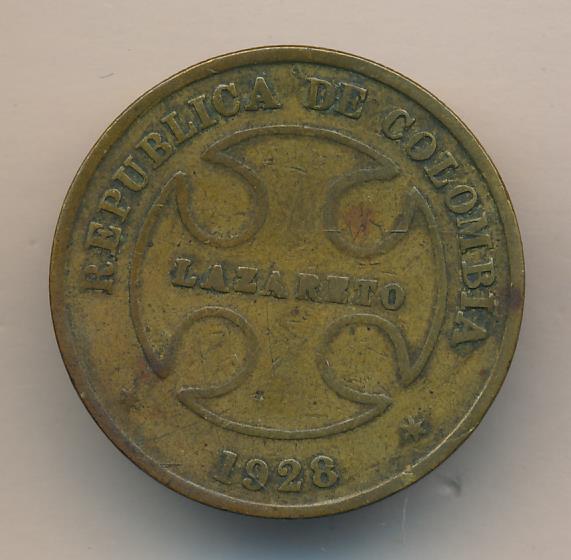 REPUBLICA DE COLOMBIA
LAZARETO
1928